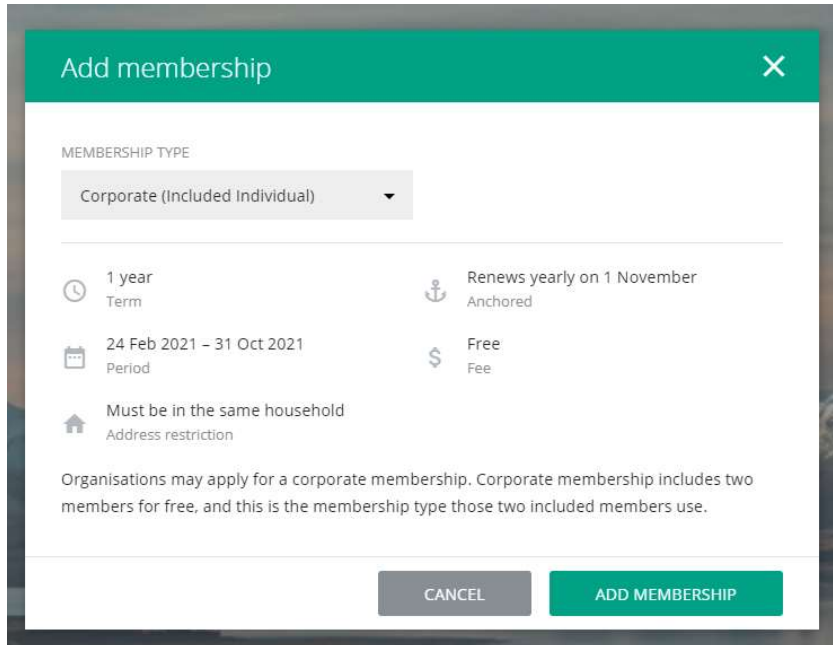 Add membership
MEMBERSHIP TYPE
Corporate (Included Individual)
1 year
Term
Renews yearly on 1 November
Anchored
24 Feb 2021 – 31 Oct 2021
Period
Free
Fee
Must be in the same household
Address restriction
Organisations may apply for a corporate membership. Corporate membership includes two
members for free, and this is the membership type those two included members use.
CANCEL
ADD MEMBERSHIP